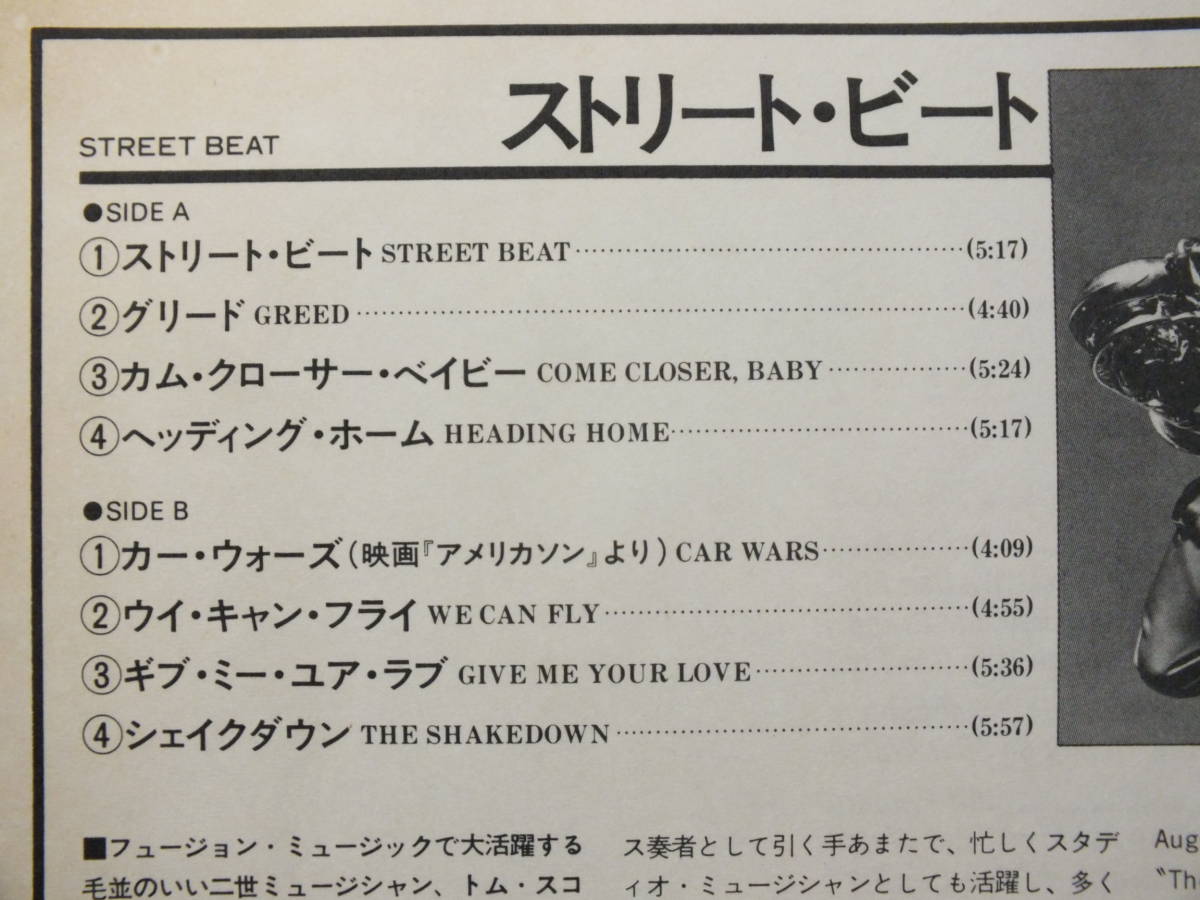 ストリート・ビート
STREET BEAT
●SIDE A
①ストリート・ビート STREET BEAT……………………………………(5:17)
②グリード GREED……………………………………(4:40)
③カム・クローサー・ベイビー COME CLOSER, BABY………………(5:24)
④ヘッディング・ホーム HEADING HOME……………………………(5:17)
●SIDE B
①カー・ウォーズ(映画『アメリカソン』より) CAR WARS………………(4:09)
②ウイ・キャン・フライ WE CAN FLY……………………………………(4:55)
③ギブ・ミー・ユア・ラブ GIVE ME YOUR LOVE……………………(5:36)
④シェイクダウン THE SHAKEDOWN…………………………………(5:57)
■フュージョン・ミュージックで大活躍する
毛並のいい二世ミュージシャン、トム・スコ
ス奏者として引く手あまたで、忙しくスタデ
ィオ・ミュージシャンとしても活躍し、多く
Aug
〝The